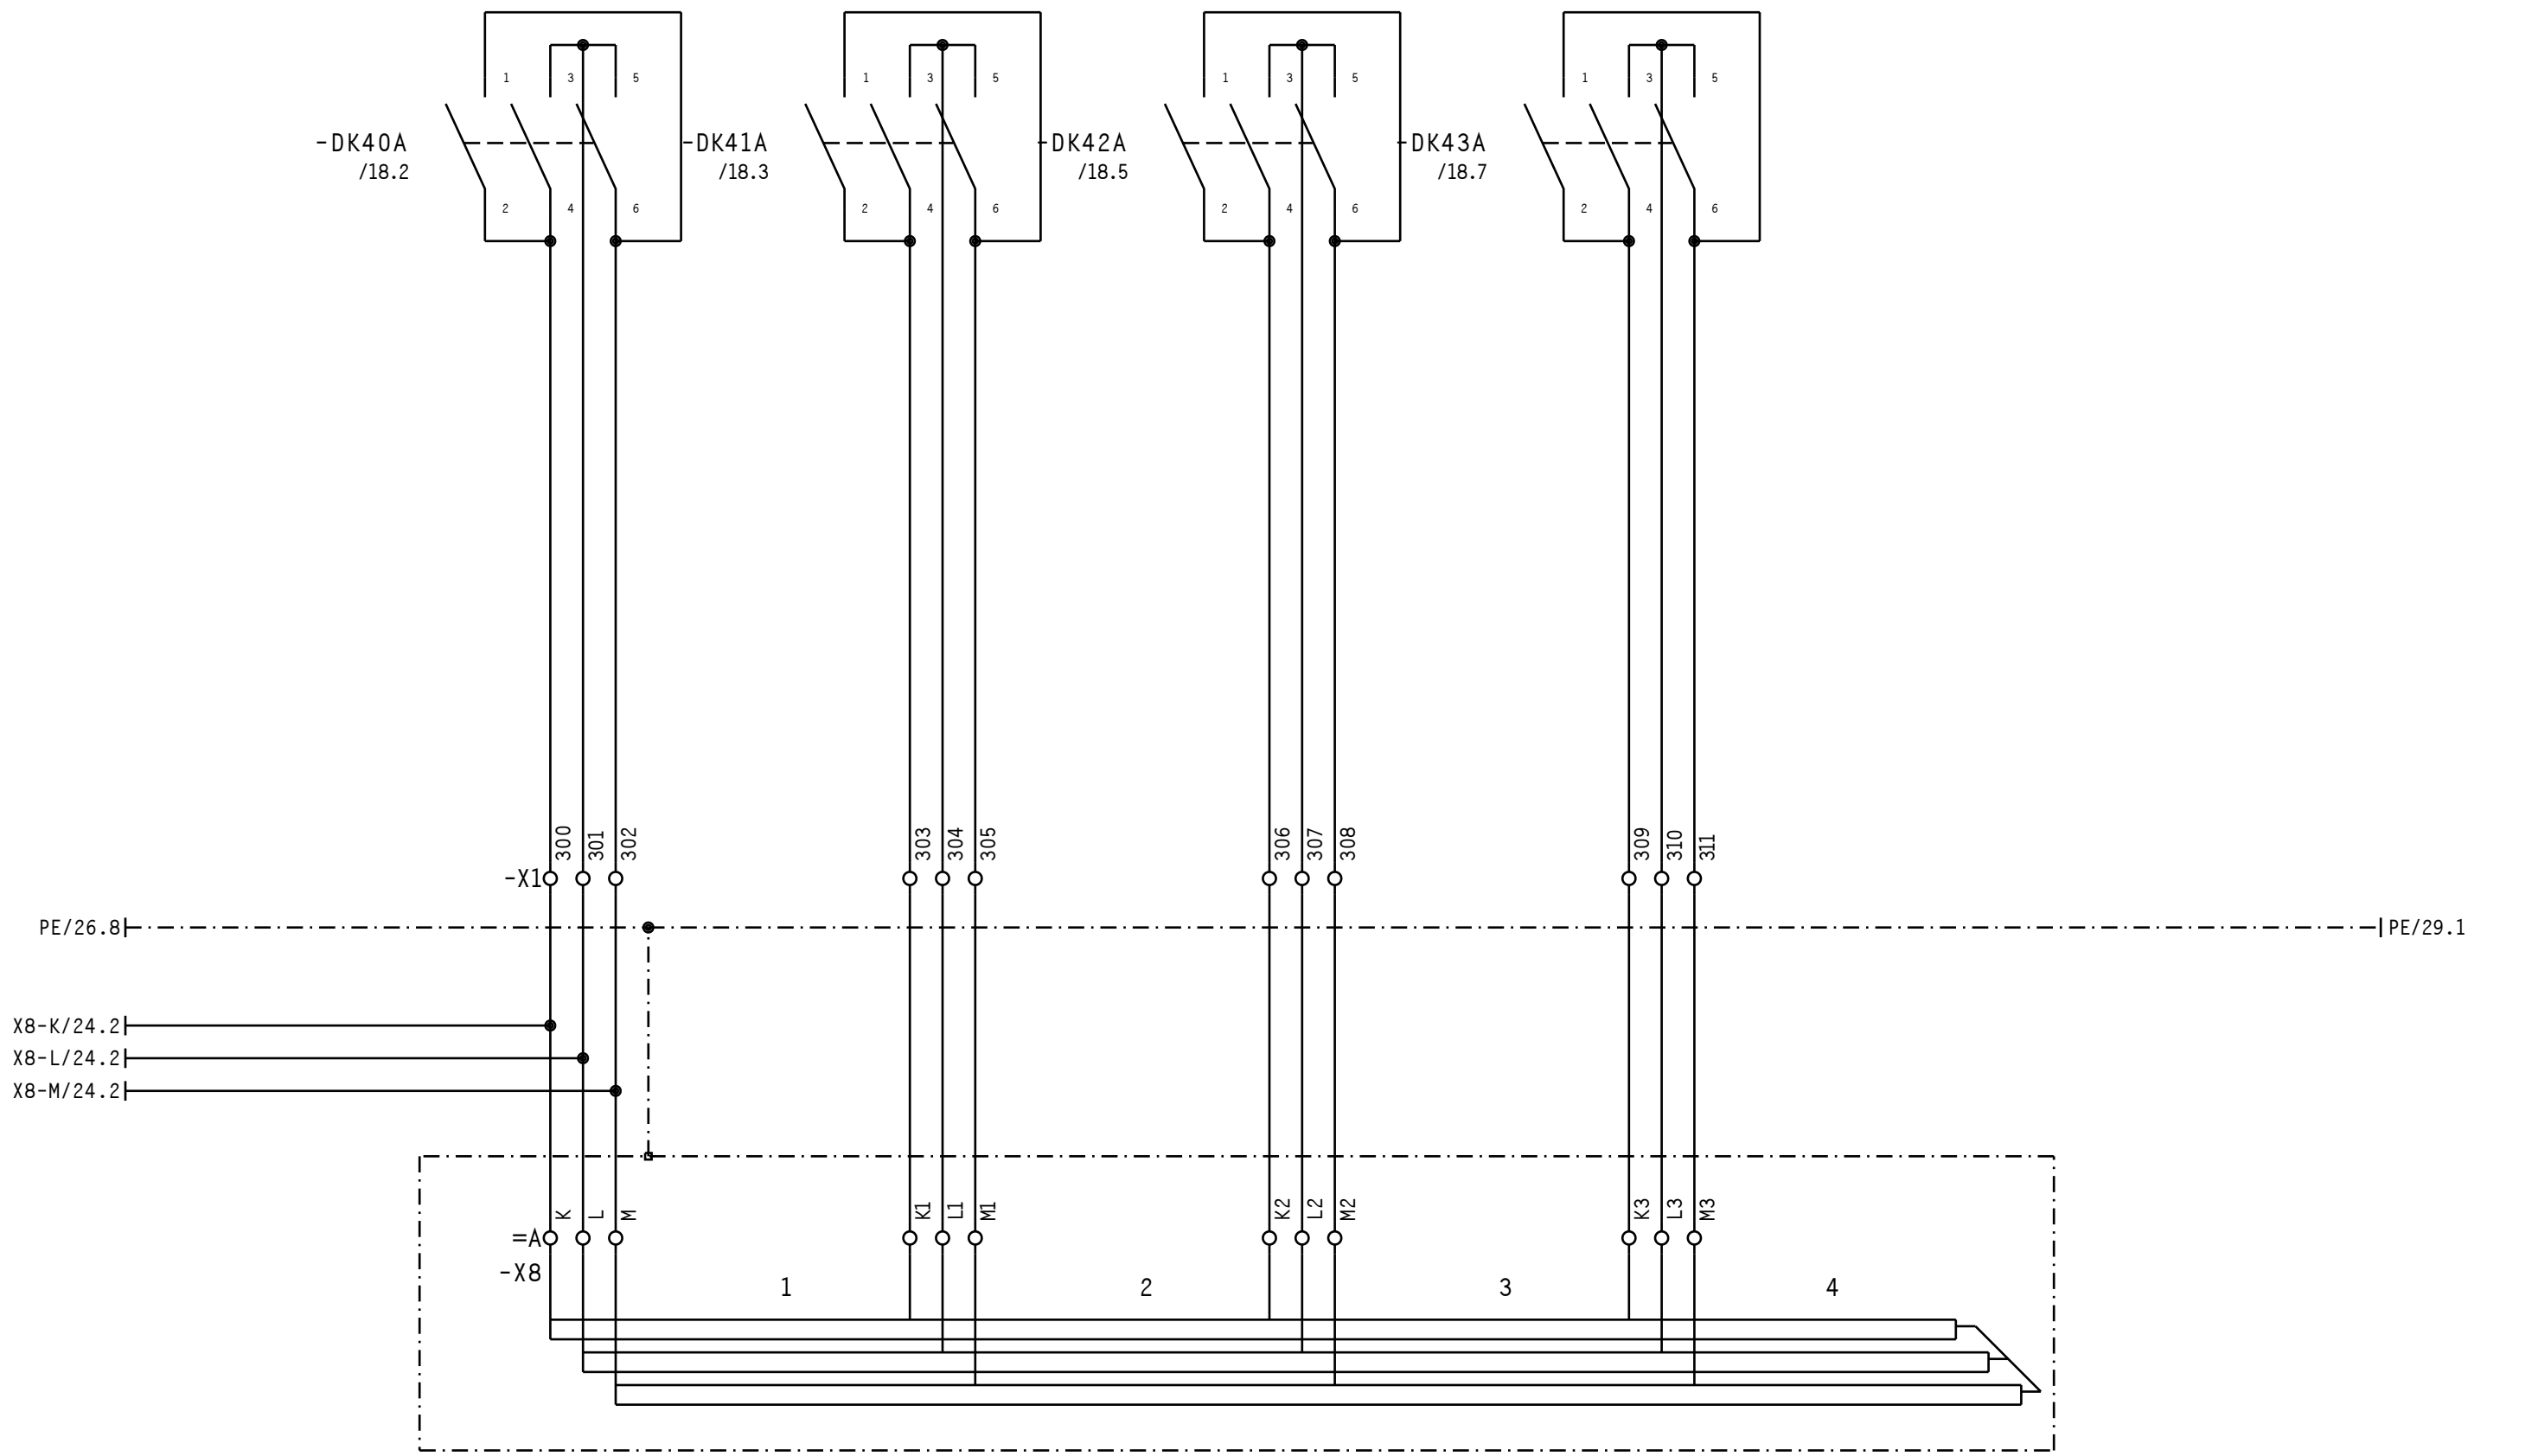 1 3 5 1 3 5 1 3 5 1 3 5
-DK40A -DK41A -DK42A -DK43A
/18.2 /18.3 /18.5 /18.7
2 4 6 2 4 6 2 4 6 2 4 6
300 301 302 303 304 305 306 307 308 309 310 311
-X1
PE/26.8 PE/29.1
X8-K/24.2
X8-L/24.2
X8-M/24.2
K L M K1 L1 M1 K2 L2 M2 K3 L3 M3
=A
-X8
1 2 3 4